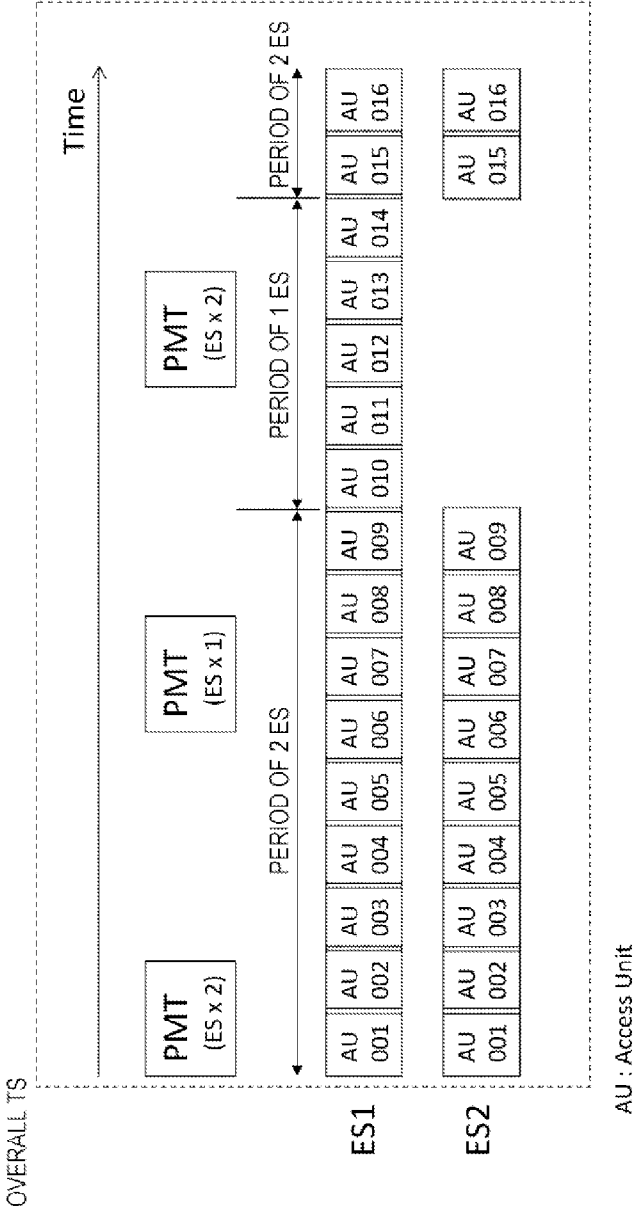 OVERALL TS
Time
PMT
(ES x 2)
PMT
(ES x 1)
PMT
(ES x 2)
PERIOD OF 2 ES
PERIOD OF 1 ES
PERIOD OF 2 ES
ES1
AU 001
AU 002
AU 003
AU 004
AU 005
AU 006
AU 007
AU 008
AU 009
AU 010
AU 011
AU 012
AU 013
AU 014
AU 015
AU 016
ES2
AU 001
AU 002
AU 003
AU 004
AU 005
AU 006
AU 007
AU 008
AU 009
AU 015
AU 016
AU : Access Unit